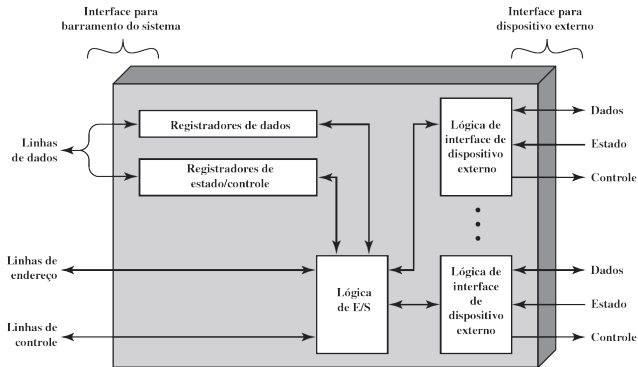 Interface para
barramento do sistema
Interface para
dispositivo externo
Linhas
de dados
Registradores de dados
Registradores de
estado/controle
Lógica de
interface de
dispositivo
externo
Dados
Estado
Controle
Linhas de
endereço
Linhas de
controle
Lógica
de E/S
Lógica de
interface
de
dispositivo
externo
Dados
Estado
Controle